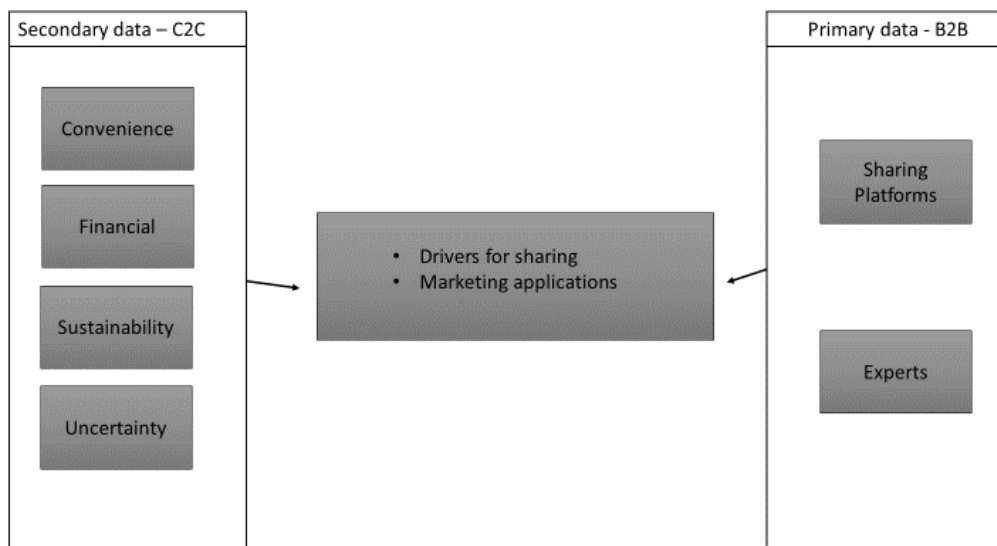 Secondary data – C2C
Convenience
Financial
Sustainability
Uncertainty
• Drivers for sharing
• Marketing applications
Primary data - B2B
Sharing
Platforms
Experts